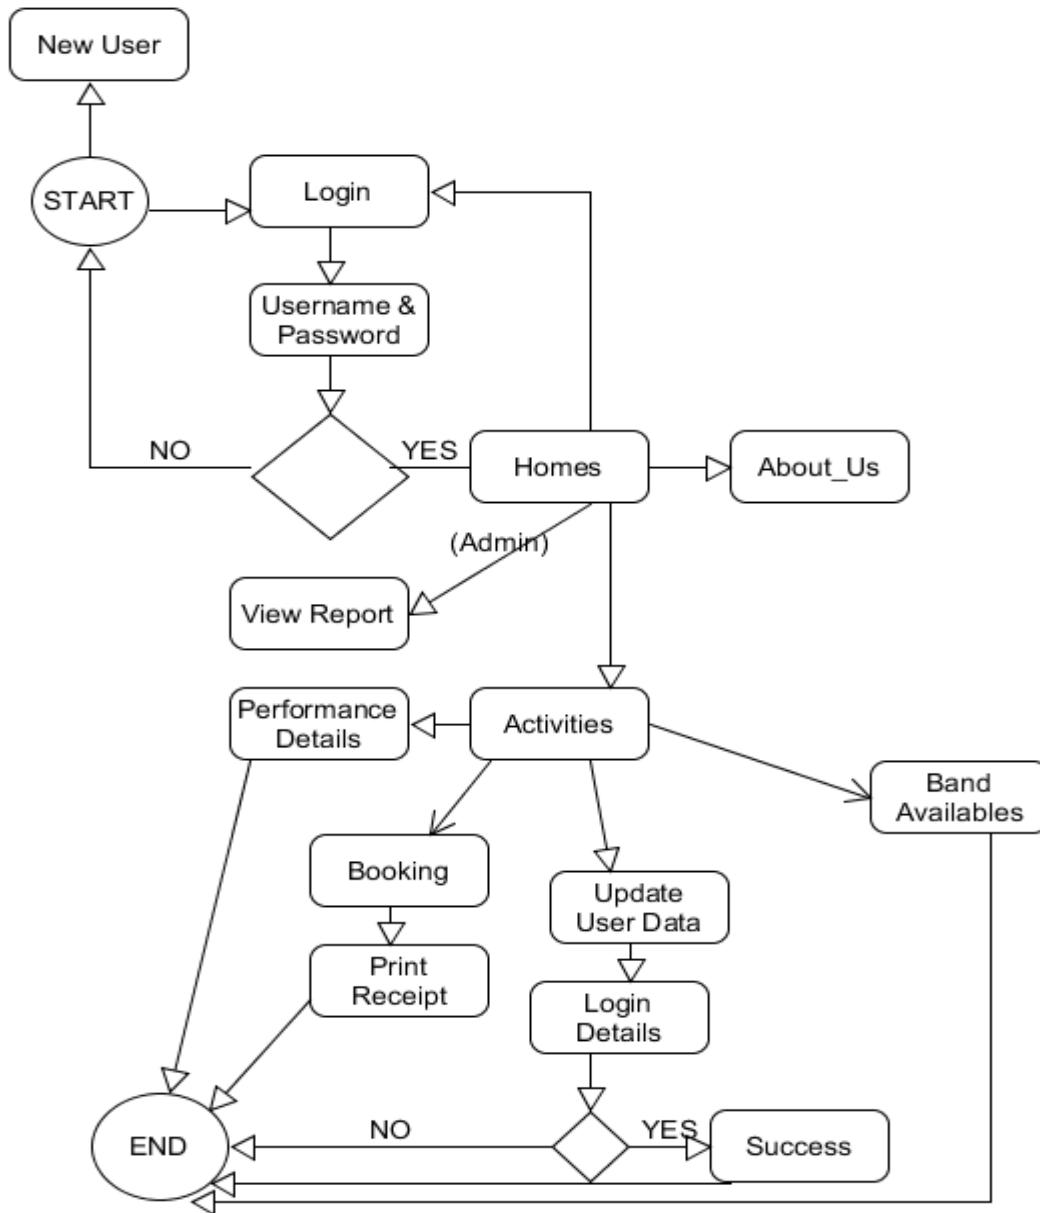 New User
START
Login
Username &
Password
NO
YES
Homes
About_Us
(Admin)
View Report
Performance
Details
Activities
Band
Availables
Booking
Update
User Data
Print
Receipt
Login
Details
END
NO
YES
Success